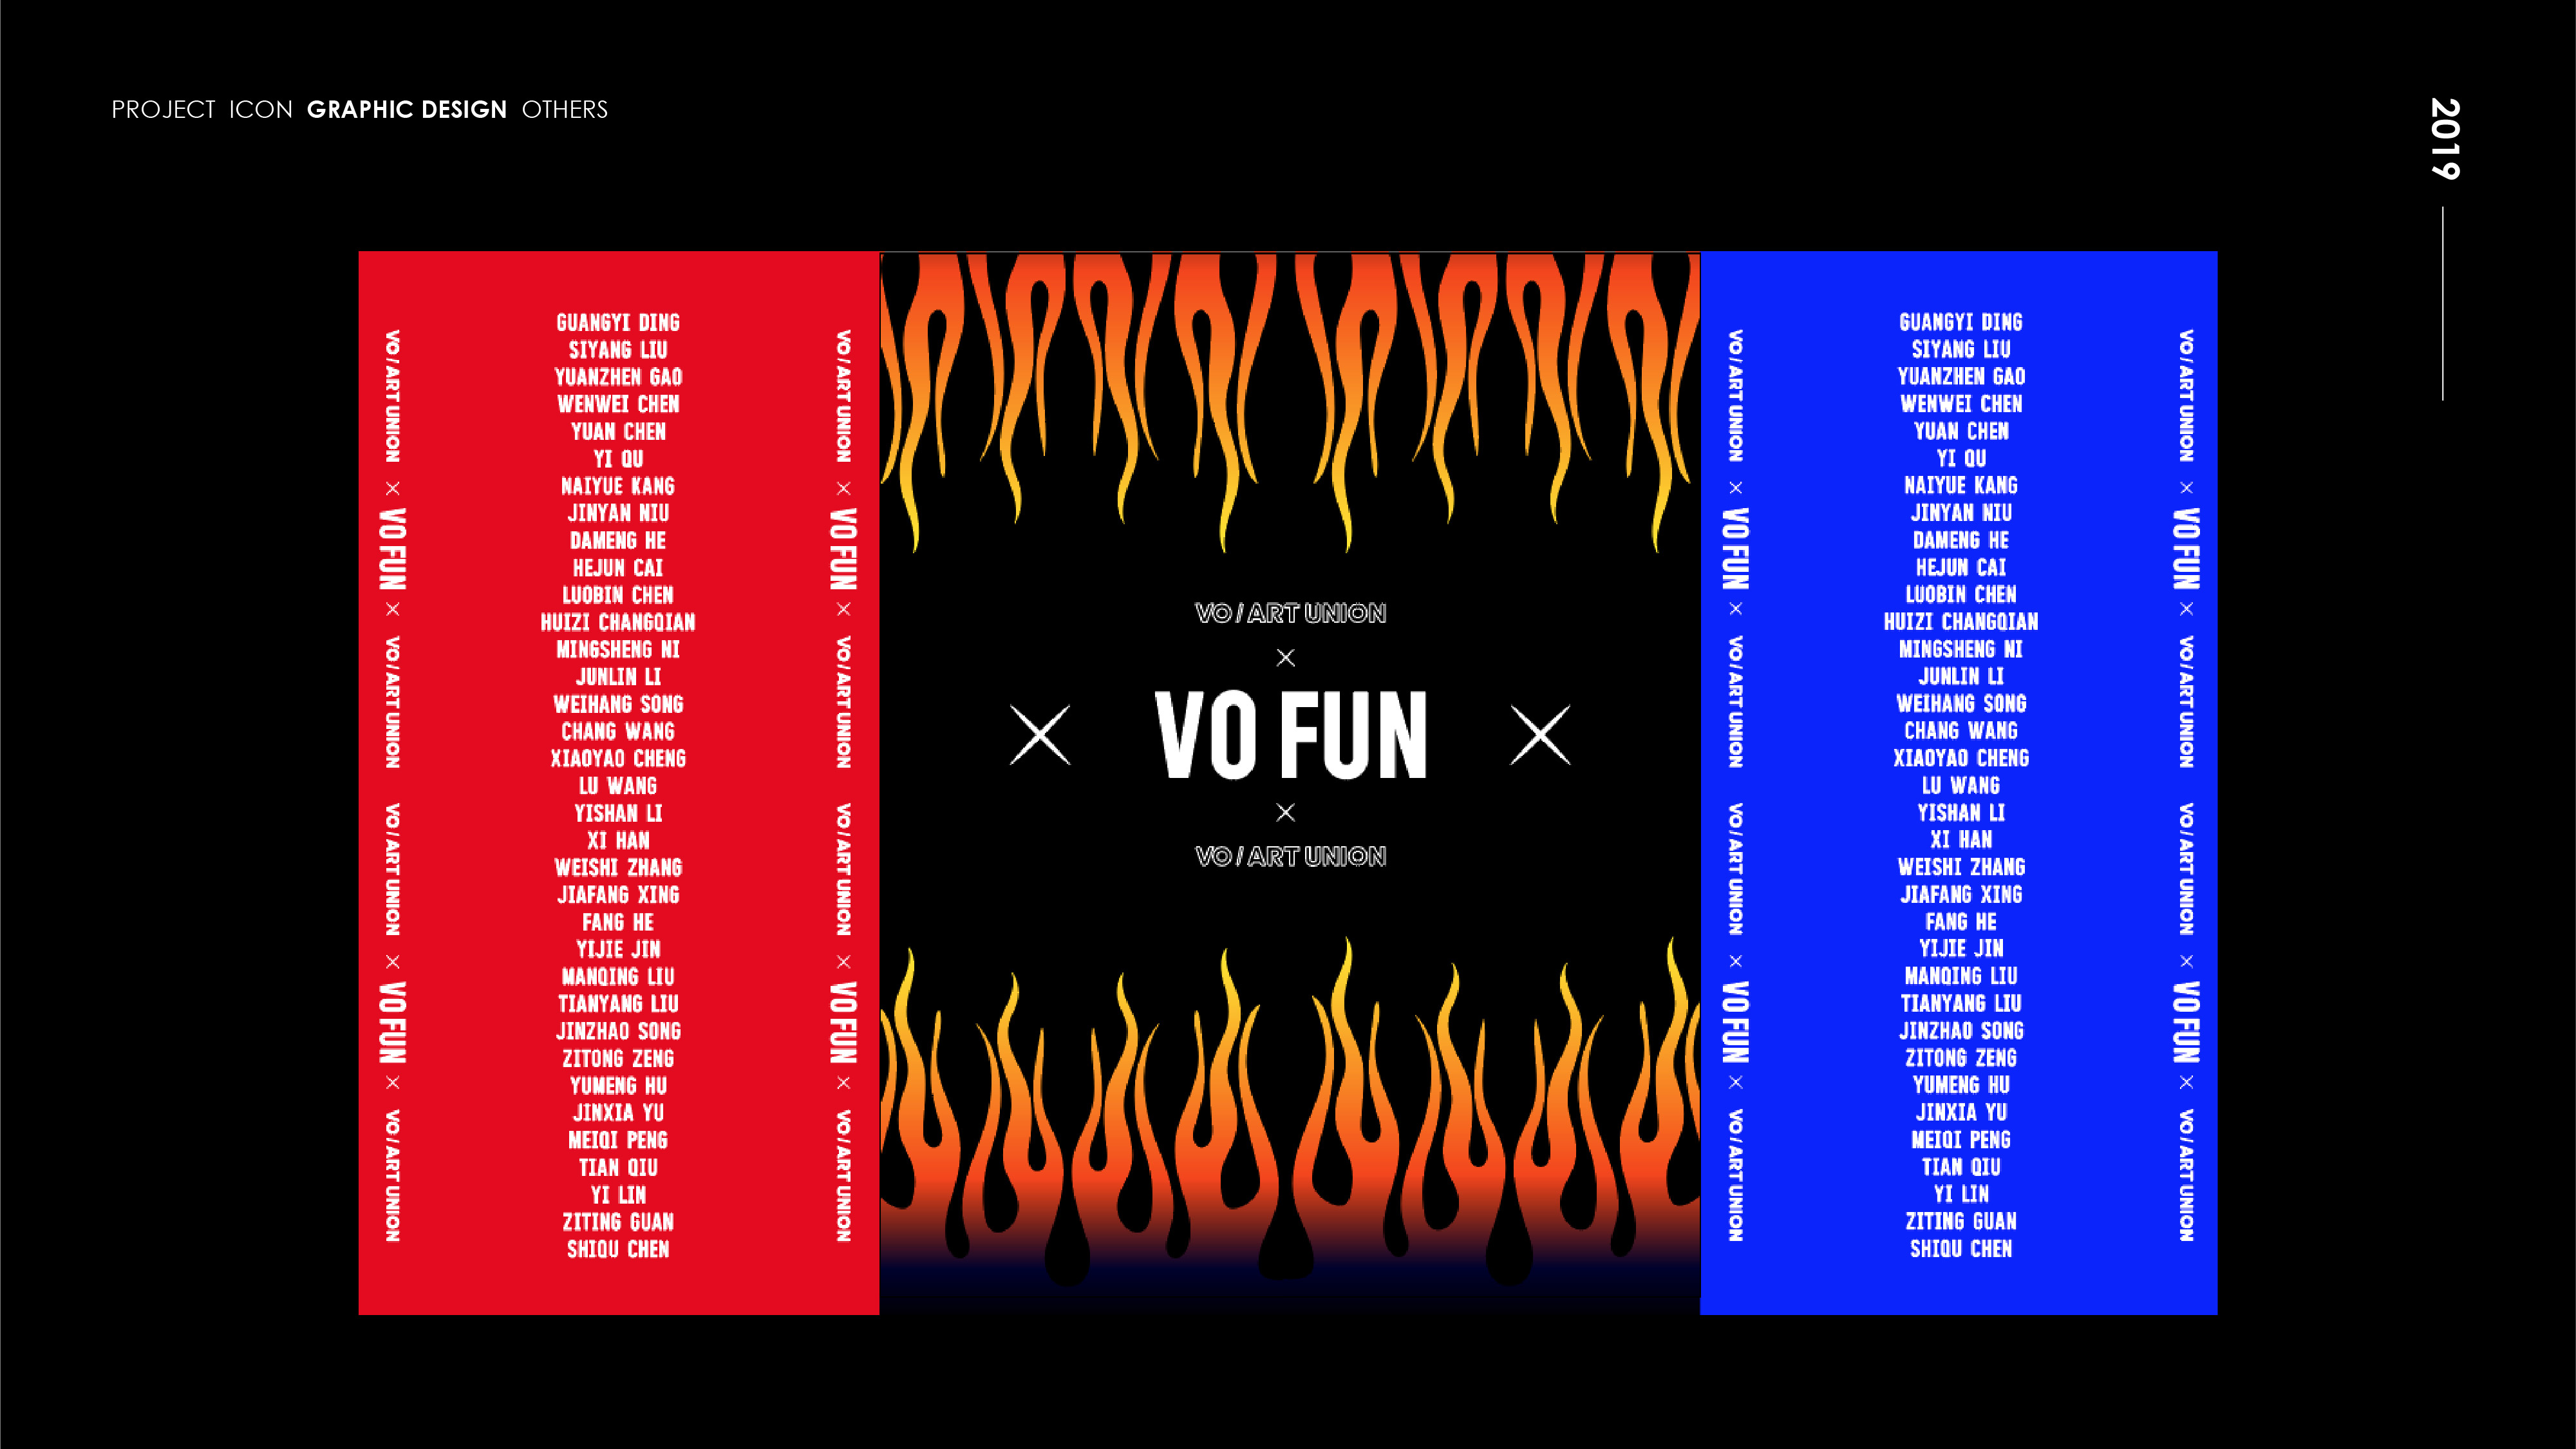 PROJECT ICON GRAPHIC DESIGN OTHERS
2019
VO / ART UNION × VO FUN × VO / ART UNION
VO / ART UNION × VO FUN × VO / ART UNION
GUANGYI DING
SIYANG LIU
YUANZHEN GAO
WENWEI CHEN
YUAN CHEN
YI QU
NAIYUE KANG
JINYAN NIU
DAMENG HE
HEJUN CAI
LUOBIN CHEN
HUIZI CHANGQIAN
MINGSHENG NI
JUNLIN LI
WEIHANG SONG
CHANG WANG
XIAOYAO CHENG
LU WANG
YISHAN LI
XI HAN
WEISHI ZHANG
JIAFANG XING
FANG HE
YIJIE JIN
MANQING LIU
TIANYANG LIU
JINZHAO SONG
ZITONG ZENG
YUMENG HU
JINXIA YU
MEIQI PENG
TIAN QIU
YI LIN
ZITING GUAN
SHIQU CHEN
VO / ART UNION × VO FUN × VO / ART UNION
VO / ART UNION × VO FUN × VO / ART UNION
VO / ART UNION
×
× VO FUN ×
×
VO / ART UNION
VO / ART UNION × VO FUN × VO / ART UNION
VO / ART UNION × VO FUN × VO / ART UNION
GUANGYI DING
SIYANG LIU
YUANZHEN GAO
WENWEI CHEN
YUAN CHEN
YI QU
NAIYUE KANG
JINYAN NIU
DAMENG HE
HEJUN CAI
LUOBIN CHEN
HUIZI CHANGQIAN
MINGSHENG NI
JUNLIN LI
WEIHANG SONG
CHANG WANG
XIAOYAO CHENG
LU WANG
YISHAN LI
XI HAN
WEISHI ZHANG
JIAFANG XING
FANG HE
YIJIE JIN
MANQING LIU
TIANYANG LIU
JINZHAO SONG
ZITONG ZENG
YUMENG HU
JINXIA YU
MEIQI PENG
TIAN QIU
YI LIN
ZITING GUAN
SHIQU CHEN
VO / ART UNION × VO FUN × VO / ART UNION
VO / ART UNION × VO FUN × VO / ART UNION